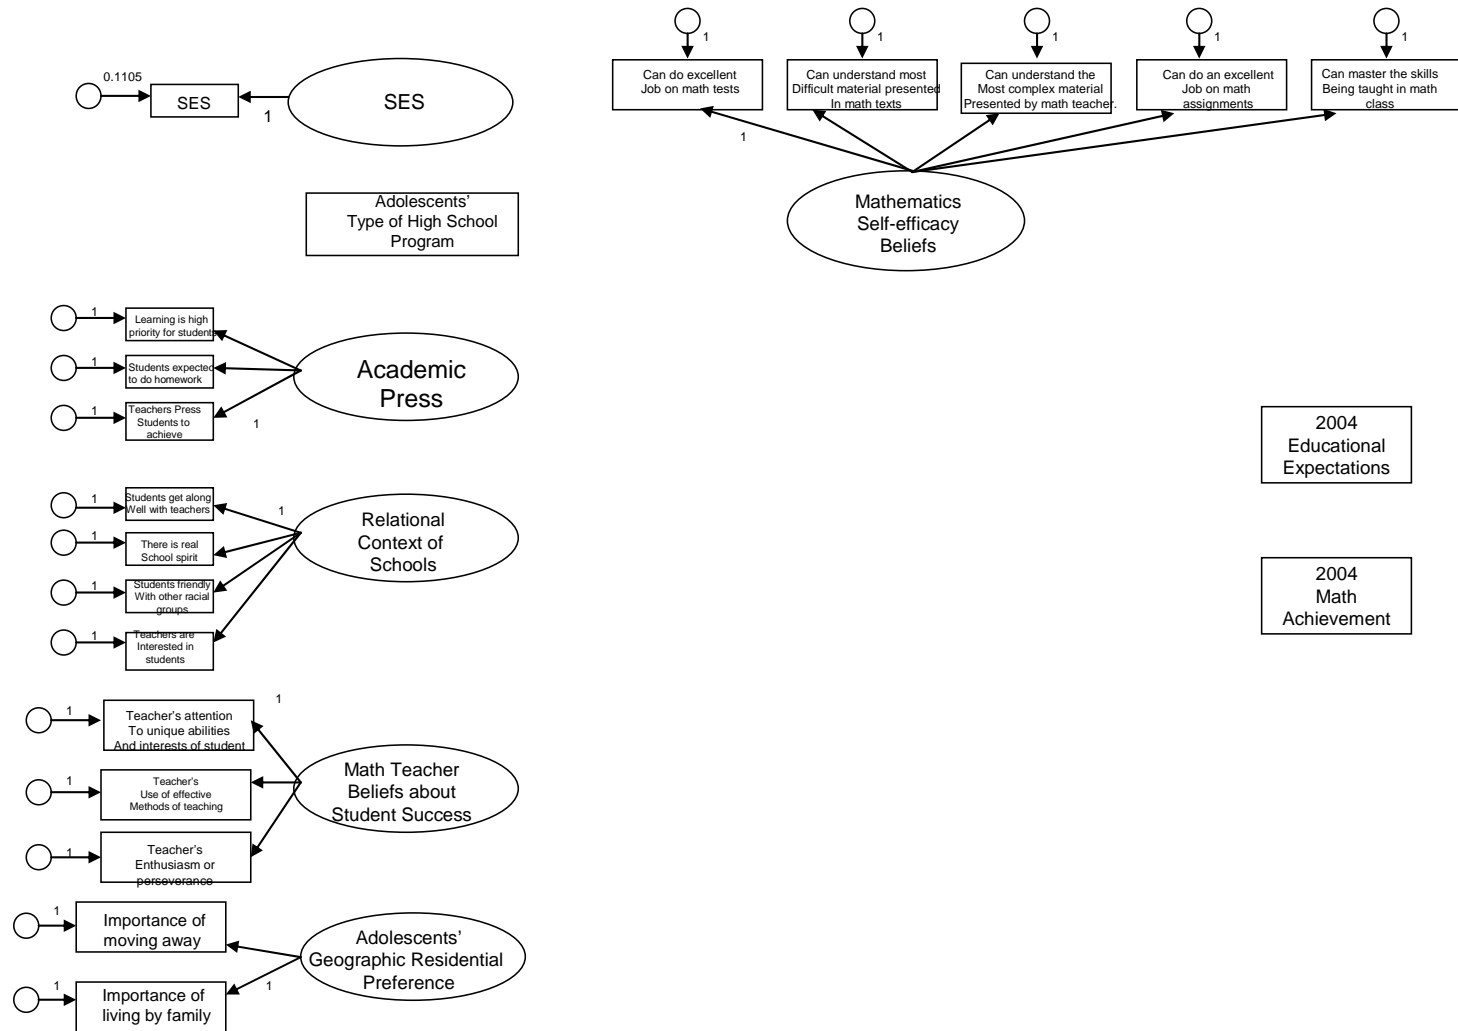 0.1105
SES
1
SES
Adolescents’
Type of High School
Program
1
1
1
1
1
Can do excellent
Job on math tests
Can understand most
Difficult material presented
In math texts
Can understand the
Most complex material
Presented by math teacher.
Can do an excellent
Job on math
assignments
Can master the skills
Being taught in math
class
1
Mathematics
Self-efficacy
Beliefs
1
Learning is high
priority for students
1
Students expected
to do homework
1
Teachers Press
Students to
achieve
1
Academic
Press
1
Students get along
Well with teachers
1
There is real
School spirit
1
Students friendly
With other racial
groups
1
Teachers are
Interested in
students
1
Relational
Context of
Schools
2004
Educational
Expectations
2004
Math
Achievement
1
Teacher’s attention
To unique abilities
And interests of student
1
Teacher’s
Use of effective
Methods of teaching
1
Teacher’s
Enthusiasm or
perseverance
1
Math Teacher
Beliefs about
Student Success
1
Importance of
moving away
1
Importance of
living by family
1
Adolescents’
Geographic Residential
Preference